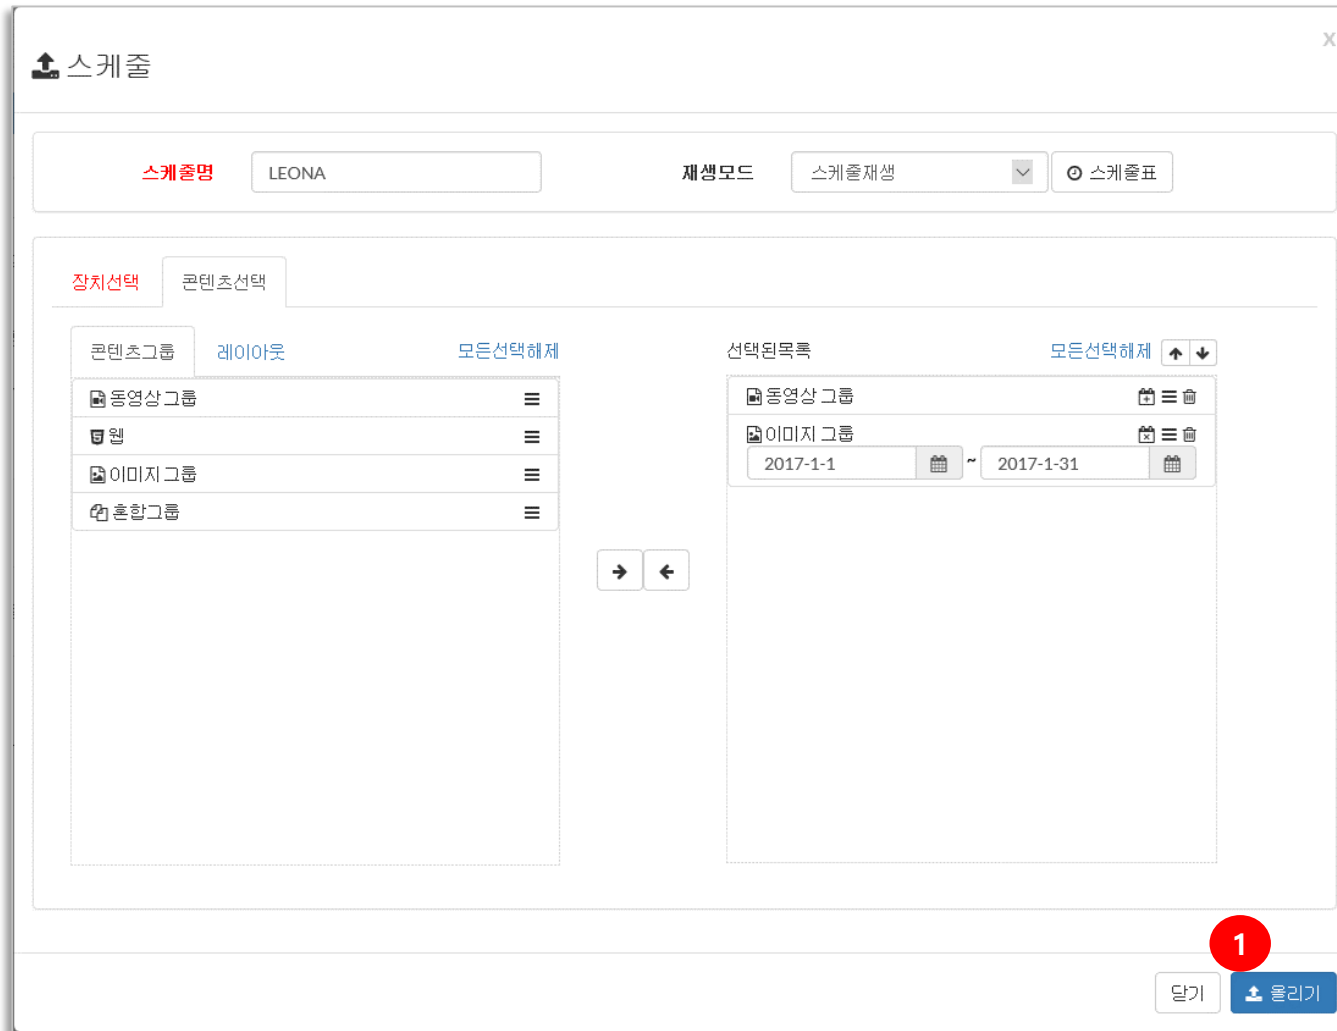 x
스케줄
스케줄명 LEONA 재생모드 스케줄재생 스케줄표
장치선택 콘텐츠선택
콘텐츠그룹 레이아웃 모든선택해제
선택된목록 모든선택해제
동영상그룹
웹
이미지그룹
혼합그룹
동영상 그룹
이미지 그룹
2017-1-1 ~ 2017-1-31
1
닫기 올리기